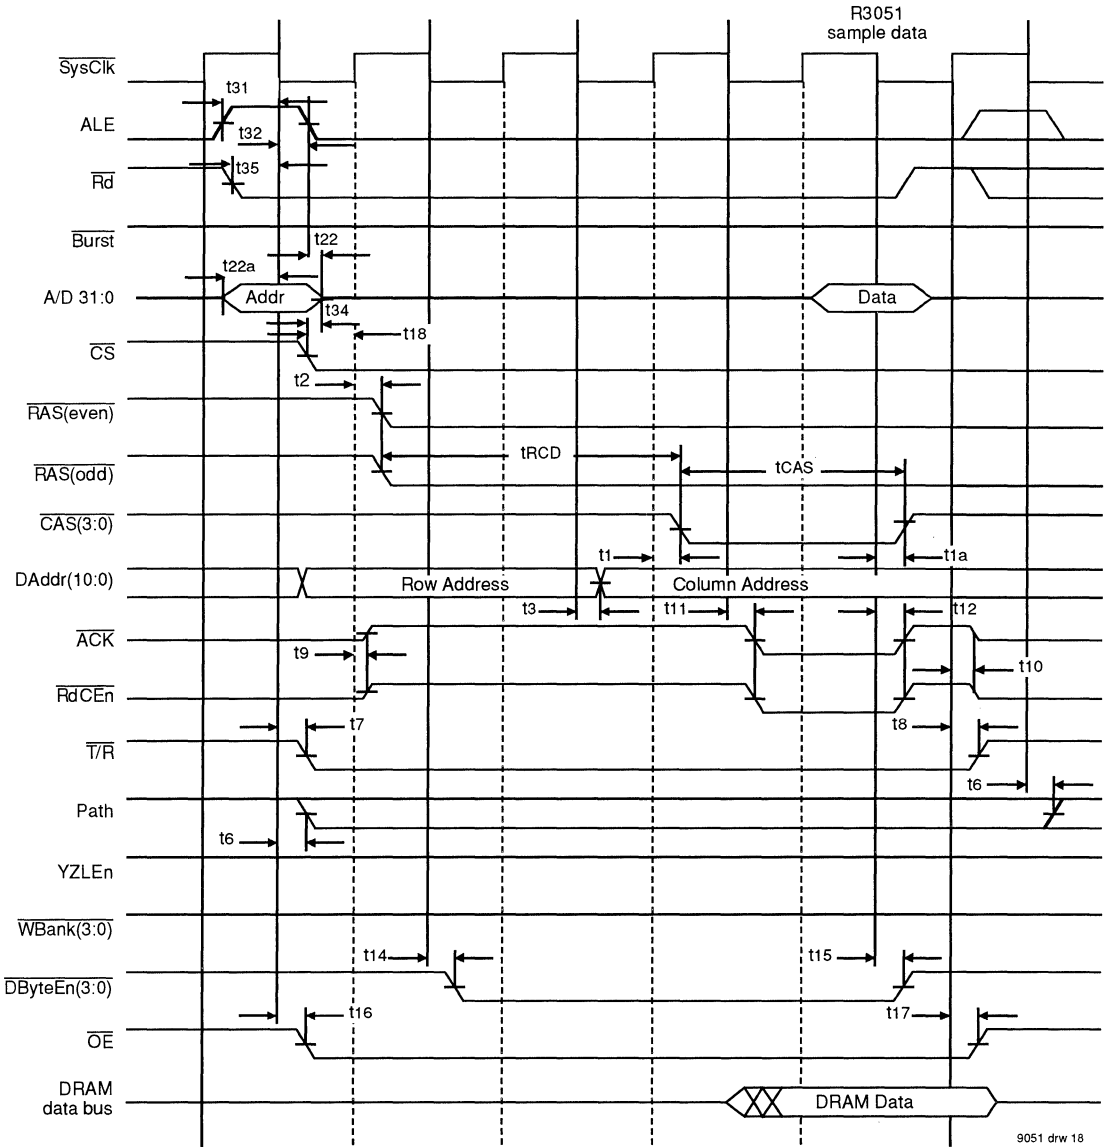 R3051
sample data
SysClk
t31
ALE
t32
t35
Rd
Burst
t22
t22a
A/D 31:0
Addr
Data
t34
t18
CS
t2
RAS(even)
tRCD
RAS(odd)
tCAS
CAS(3:0)
t1
t1a
DAddr(10:0)
Row Address
Column Address
t3
t11
t12
ACK
t9
t10
RdCEn
t7
t8
T/R
t6
Path
t6
YZLEn
WBank(3:0)
t14
t15
DByteEn(3:0)
t16
t17
OE
DRAM
data bus
DRAM Data
9051 drw 18